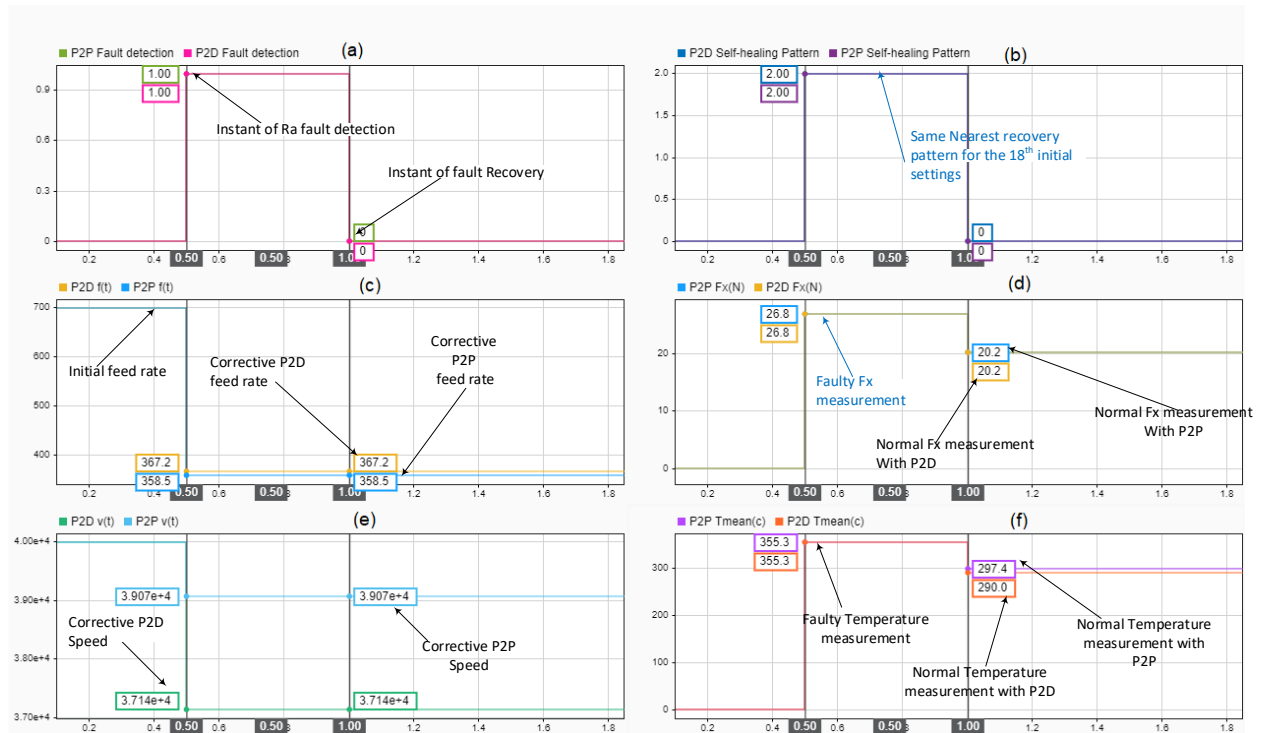 P2P Fault detection P2D Fault detection
(a)
1.00
1.00
0.9
0.6
0.3
0
Instant of Ra fault detection
Instant of fault Recovery
0
0
0.2 0.4 0.50 0.6 0.50 1.0 1.2 1.4 1.6 1.8
P2D Self-healing Pattern P2P Self-healing Pattern
(b)
2.00
2.00
2.0
1.5
1.0
0.5
0
Same Nearest recovery
pattern for the 18th initial
settings
0
0
0.2 0.4 0.50 0.6 0.50 1.0 1.2 1.4 1.6 1.8
P2D f(t) P2P f(t)
(c)
700
600
500
400
Initial feed rate
Corrective P2D
feed rate
Corrective
P2P
feed rate
367.2
358.5
367.2
358.5
0.2 0.4 0.50 0.6 0.50 1.00 1.2 1.4 1.6 1.8
P2P Fx(N) P2D Fx(N)
(d)
26.8
26.8
20
10
0
Faulty Fx
measurement
20.2
20.2
Normal Fx measurement
With P2P
Normal Fx measurement
With P2D
0.2 0.4 0.50 0.6 0.50 1.00 1.2 1.4 1.6 1.8
P2D v(t) P2P v(t)
(e)
4.00e+4
3.90e+4
3.80e+4
3.70e+4
3.907e+4
3.907e+4
Corrective P2D
Speed
Corrective P2P
Speed
3.714e+4
3.714e+4
0.2 0.4 0.50 0.6 0.50 1.00 1.2 1.4 1.6 1.8
P2P Tmean(c) P2D Tmean(c)
(f)
355.3
355.3
300
200
100
0
297.4
290.0
Faulty Temperature
measurement
Normal Temperature
measurement with
P2P
Normal Temperature
measurement with P2D
0.2 0.4 0.50 0.6 0.50 1.00 1.2 1.4 1.6 1.8